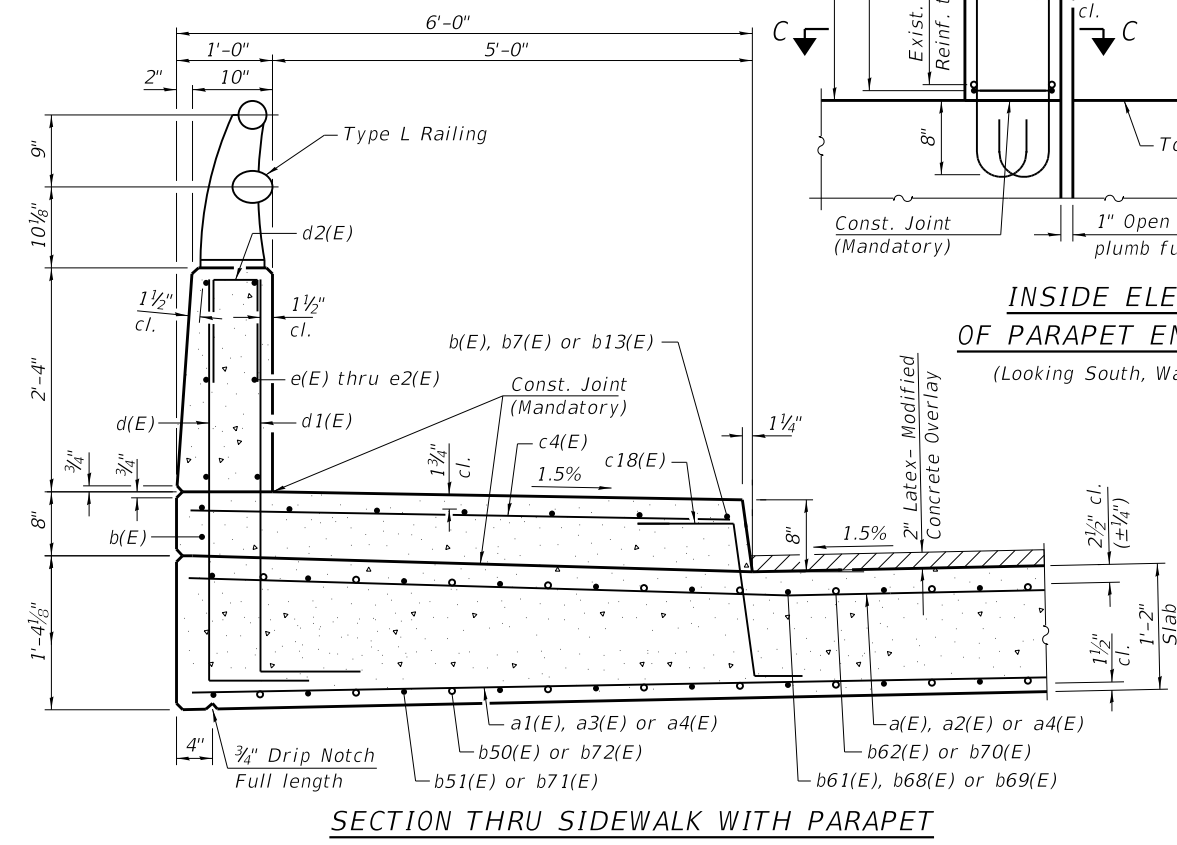 6'-0"
1'-0"
5'-0"
2"
10"
9"
10⅛"
2'-4"
8"
1'-4⅛"
Type L Railing
d2(E)
1½"
cl.
1½"
cl.
b(E), b7(E) or b13(E)
e(E) thru e2(E)
Const. Joint
(Mandatory)
d(E)
d1(E)
¾"
¾"
1¾"
cl.
c4(E)
c18(E)
1.5%
1¼"
b(E)
8"
1.5%
2" Latex- Modified
Concrete Overlay
2½" cl.
(±¼")
1'-2"
Slab
1½"
cl.
4"
¾" Drip Notch
Full length
a1(E), a3(E) or a4(E)
b50(E) or b72(E)
b51(E) or b71(E)
a(E), a2(E) or a4(E)
b62(E) or b70(E)
b61(E), b68(E) or b69(E)
SECTION THRU SIDEWALK WITH PARAPET
C
Exist.
Reinf. t
cl.
C
8"
To
Const. Joint
(Mandatory)
1" Open
plumb fu
INSIDE ELE
OF PARAPET EN
(Looking South, Wa